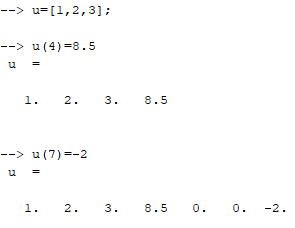 --> u=[1,2,3];
--> u(4)=8.5
u  =
1.   2.   3.   8.5
--> u(7)=-2
u  =
1.   2.   3.   8.5   0.   0.  -2.